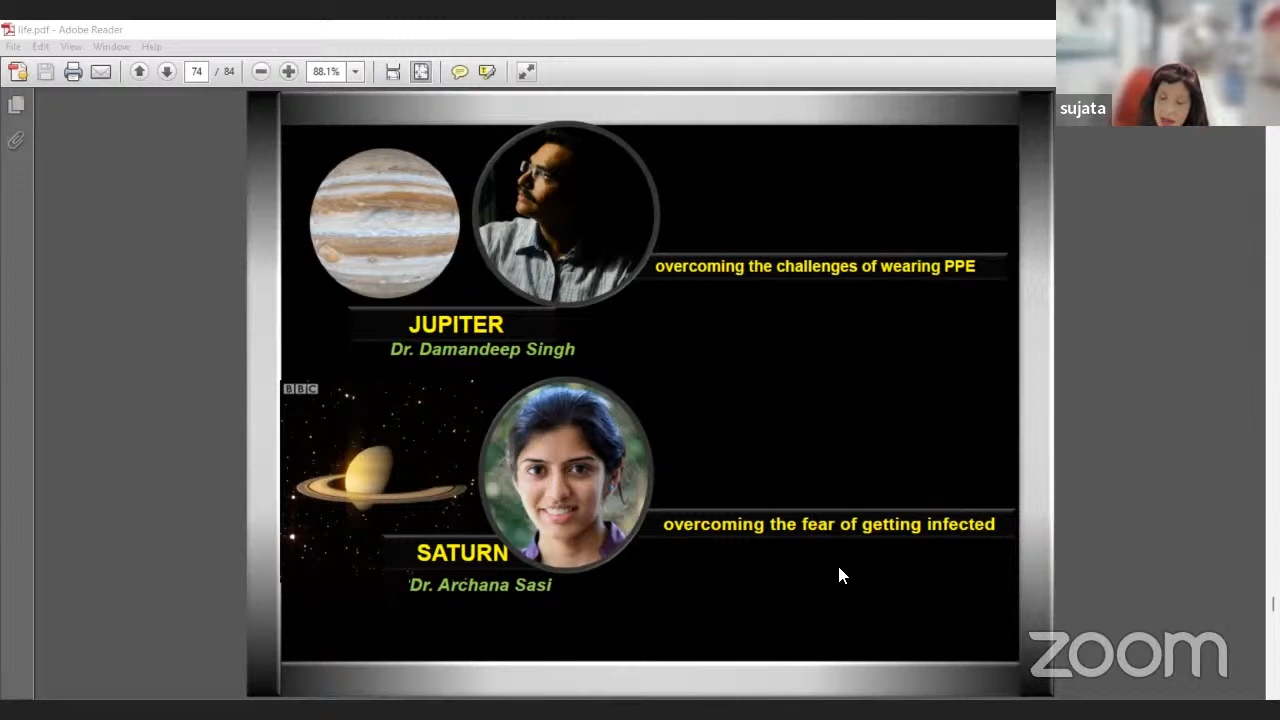 life.pdf - Adobe Reader
File Edit View Window Help
74 / 84 88.1%
sujata
overcoming the challenges of wearing PPE
JUPITER
Dr. Damandeep Singh
BBC
overcoming the fear of getting infected
SATURN
Dr. Archana Sasi
zoom